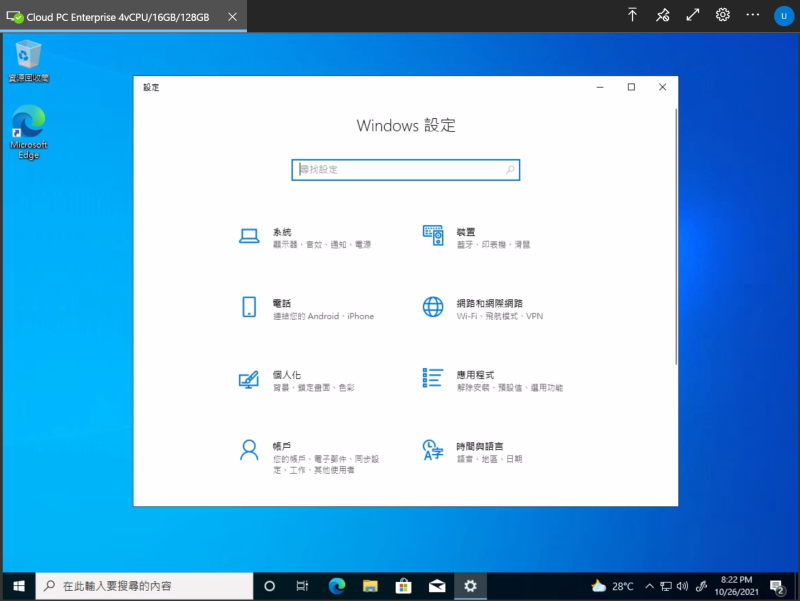 Cloud PC Enterprise 4vCPU/16GB/128GB
U
資源回收筒
Microsoft
Edge
設定
Windows 設定
尋找設定
系統
顯示器、音效、通知、電源
裝置
藍牙、印表機、滑鼠
電話
連結您的 Android、iPhone
網路和網際網路
Wi-Fi、飛航模式、VPN
個人化
背景、鎖定畫面、色彩
應用程式
解除安裝、預設值、選用功能
帳戶
您的帳戶、電子郵件、同步設
定、工作、其他使用者
時間與語言
語言、地區、日期
在此輸入要搜尋的內容
28°C
8:22 PM
10/26/2021
2